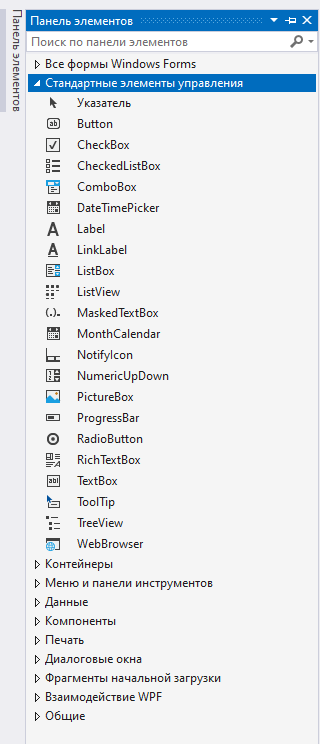 Панель элементов
Панель элементов
Поиск по панели элементов
Все формы Windows Forms
Стандартные элементы управления
Указатель
Button
CheckBox
CheckedListBox
ComboBox
DateTimePicker
Label
LinkLabel
ListBox
ListView
MaskedTextBox
MonthCalendar
NotifyIcon
NumericUpDown
PictureBox
ProgressBar
RadioButton
RichTextBox
TextBox
ToolTip
TreeView
WebBrowser
Контейнеры
Меню и панели инструментов
Данные
Компоненты
Печать
Диалоговые окна
Фрагменты начальной загрузки
Взаимодействие WPF
Общие